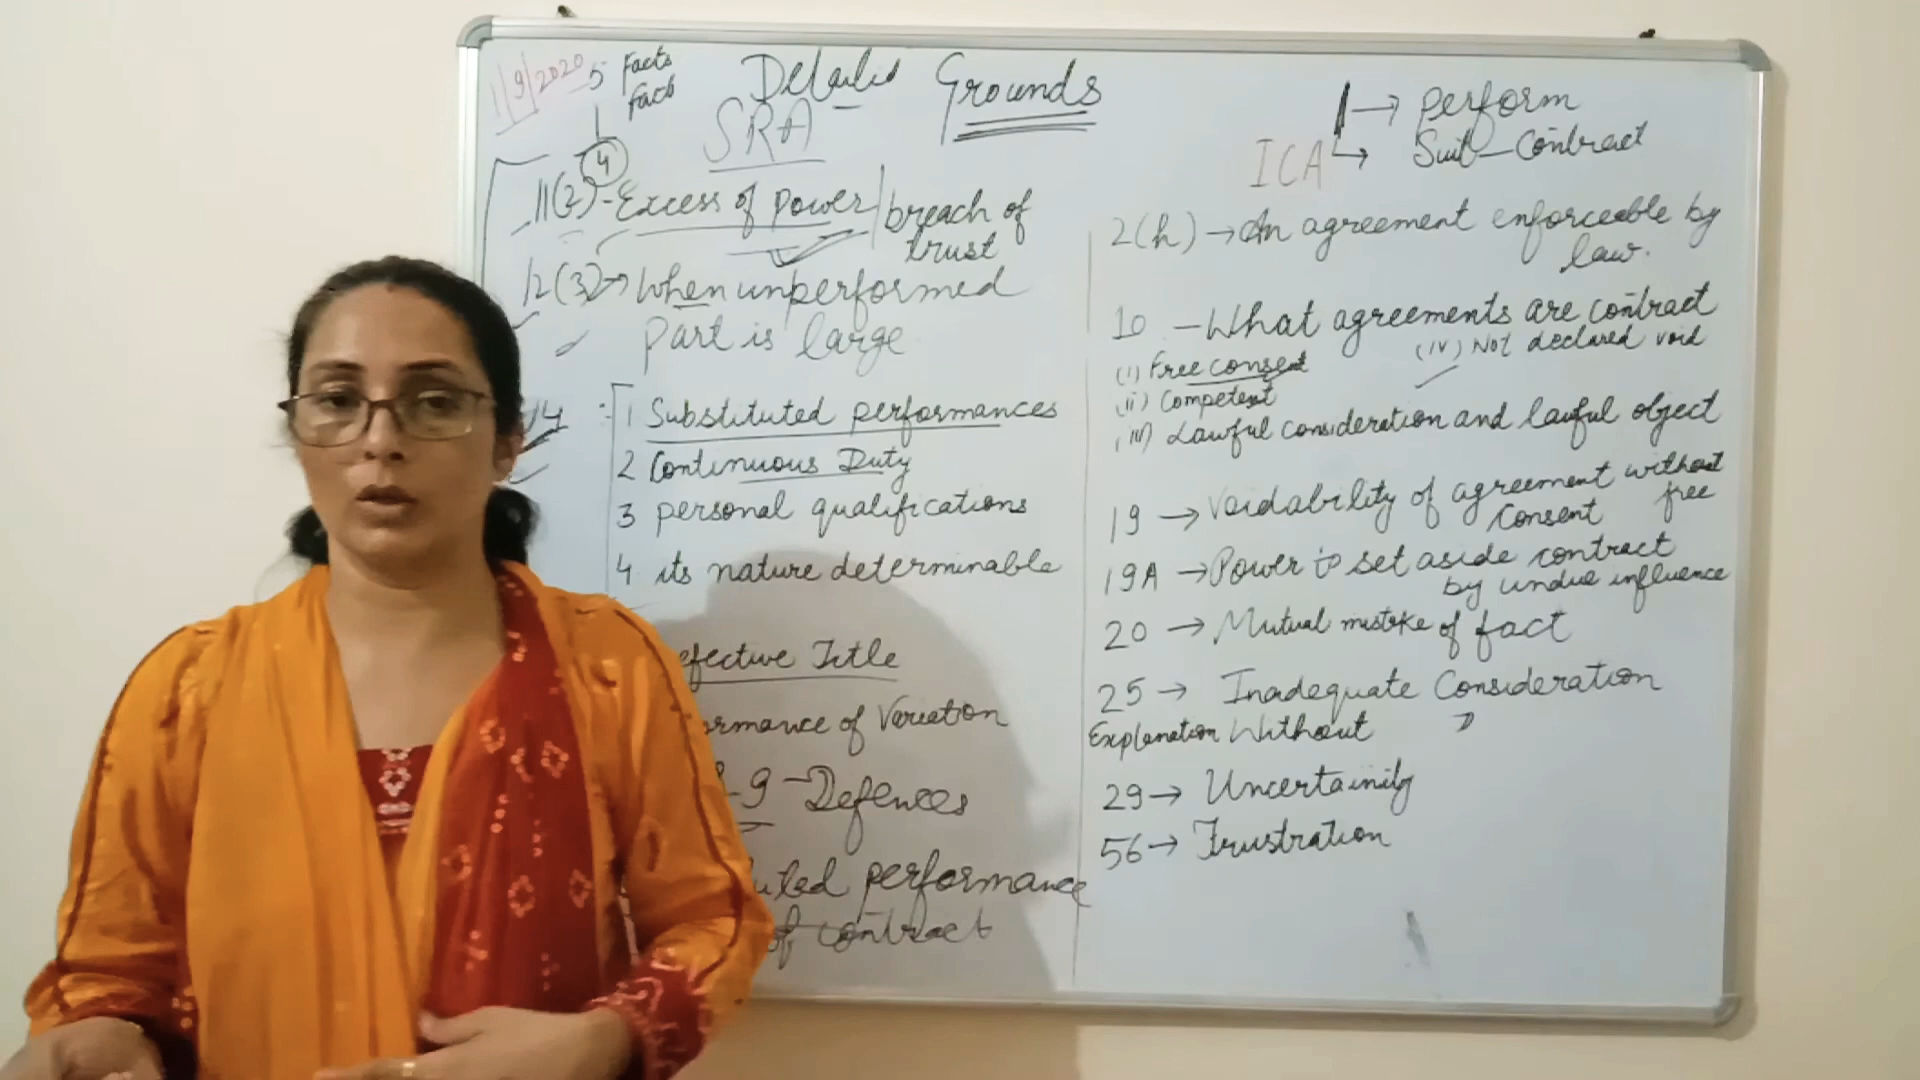 1/9/2020
5 Facts
Facts
Detailed Grounds
SRA
4
11(2) - Excess of power / breach of
trust
12(3) → When unperformed
part is large
14 :- 1 Substituted performances
2 Continuous Duty
3 personal qualifications
4 its nature determinable
efective Title
ormance of Variation
9 - Defences
uted performance
of contract
ICA → perform
→ Suit - Contract
2(h) → An agreement enforceable by
law.
10 - What agreements are contract
(i) Free consent
(iv) Not declared void
(ii) Competent
(iii) Lawful consideration and lawful object
19 → Voidability of agreement without
free
Consent
19A → Power to set aside contract
by undue influence
20 → Mutual mistake of fact
25 → Inadequate Consideration
Explanation Without "
29 → Uncertainity
56 → Frustration